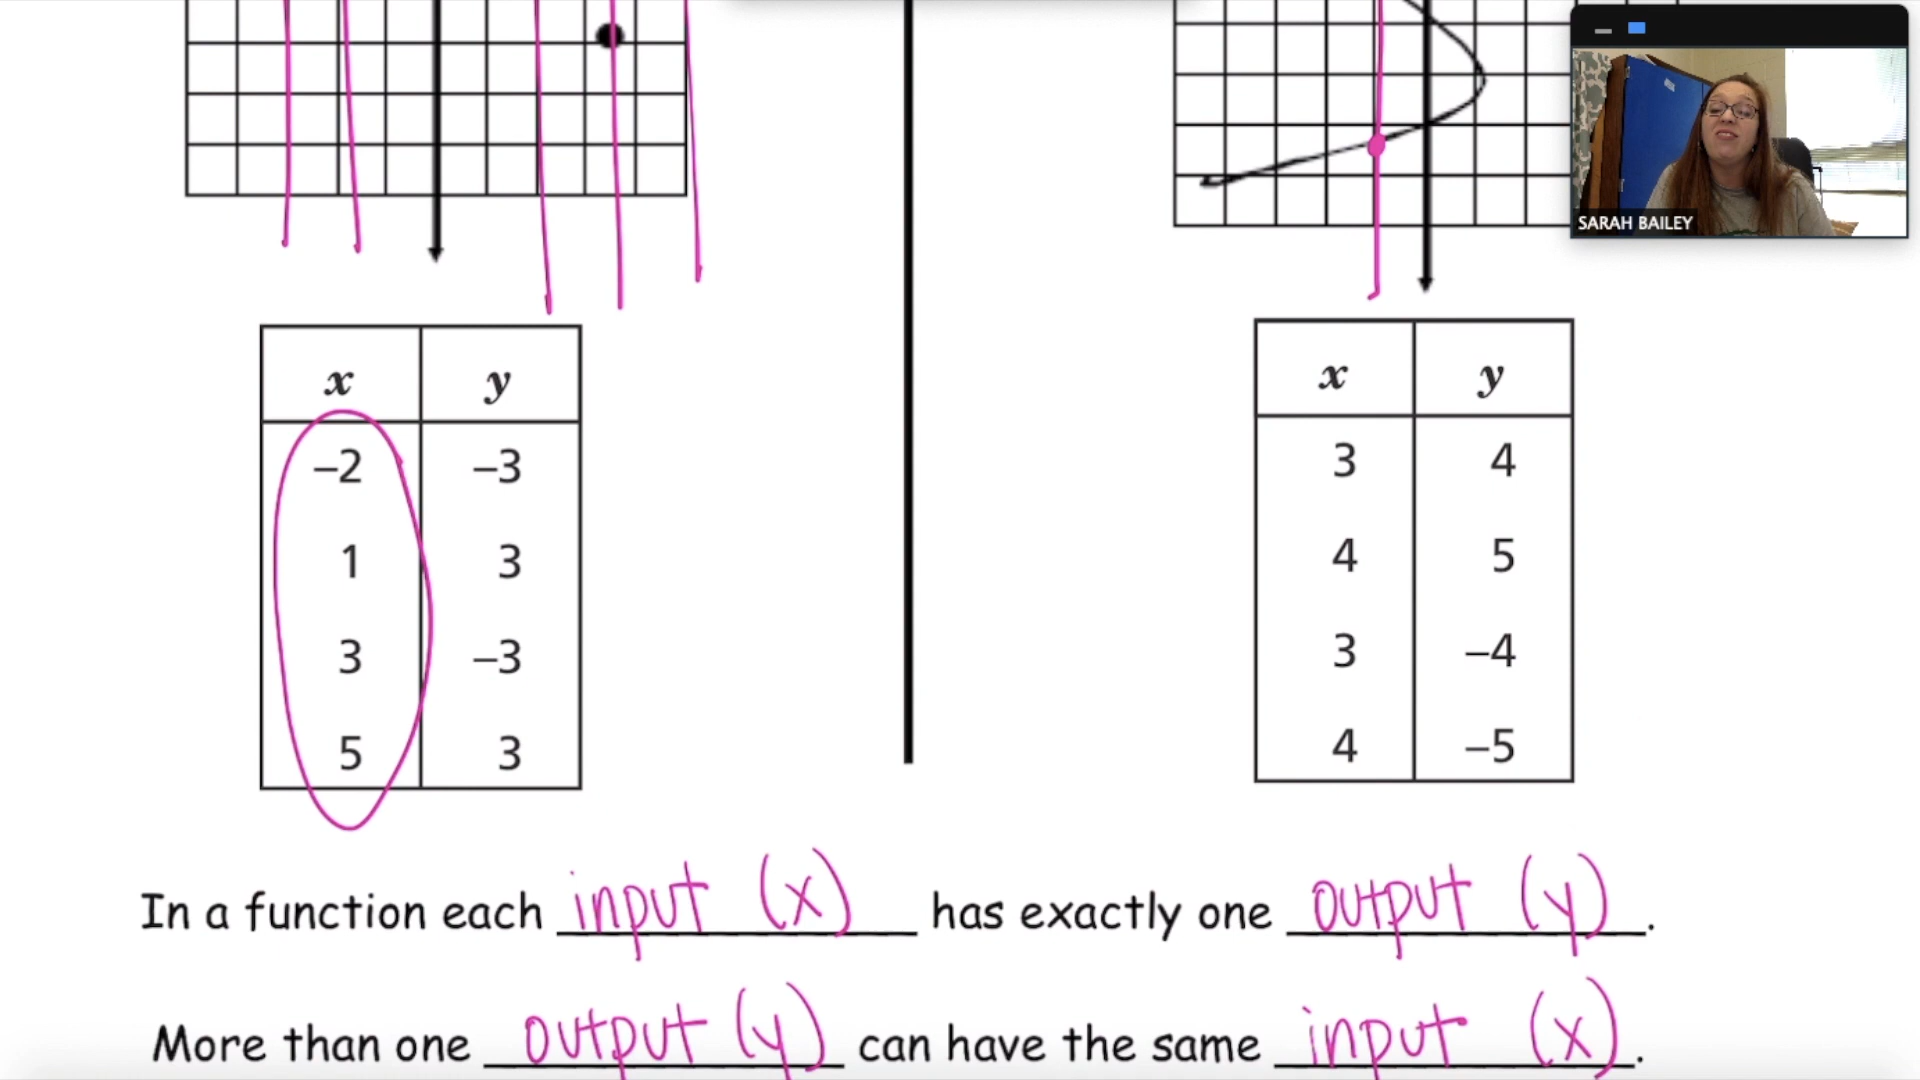 SARAH BAILEY
x y
–2 –3
1 3
3 –3
5 3
x y
3 4
4 5
3 –4
4 –5
In a function each input (x) has exactly one output (y).
More than one output (y) can have the same input (x).